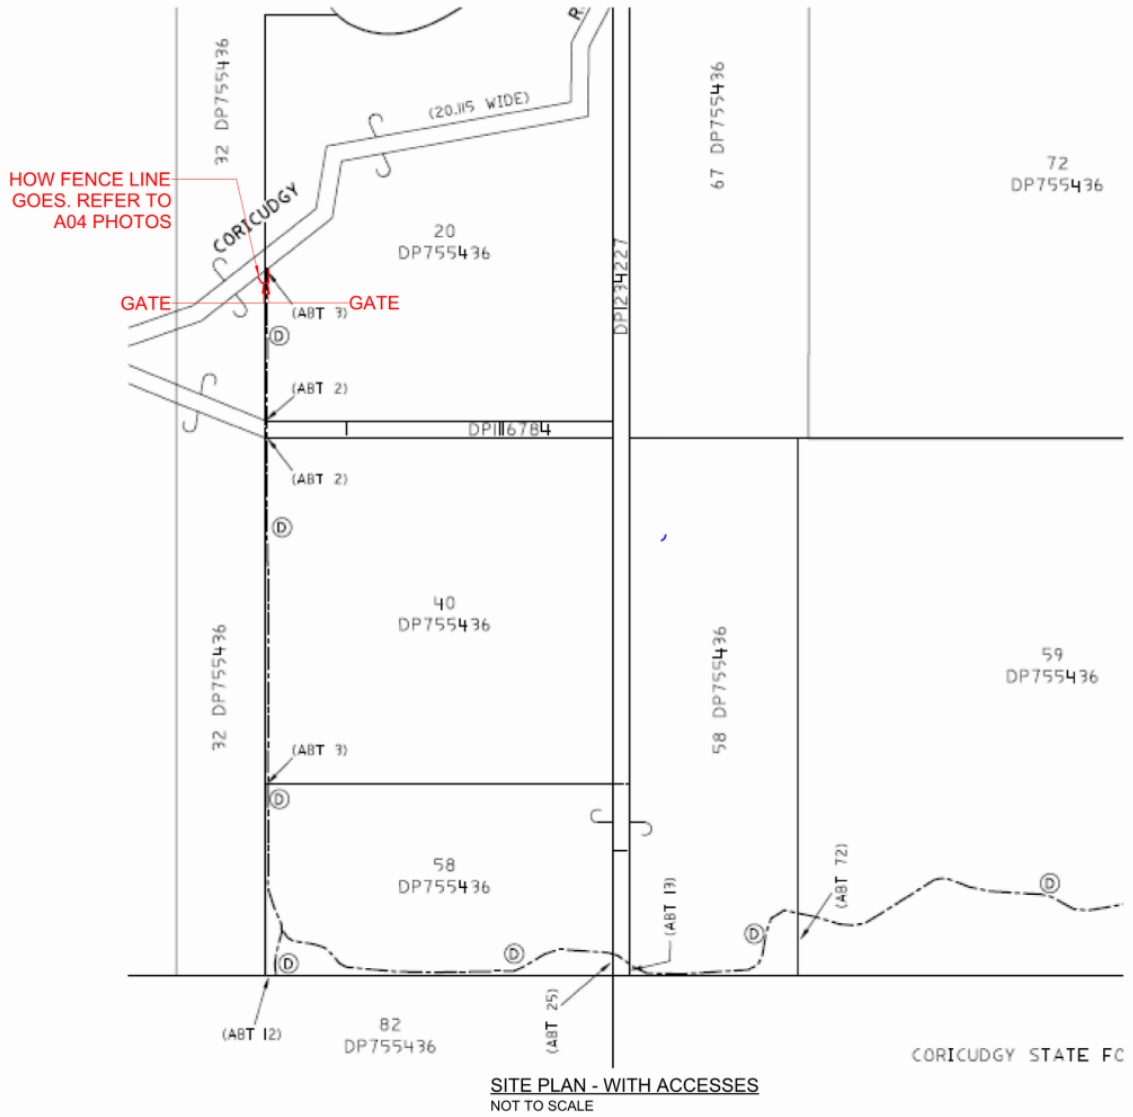 R
32 DP755436
(20.115 WIDE)
67 DP755436
72
DP755436
HOW FENCE LINE
GOES. REFER TO
A04 PHOTOS
CORICUDGY
20
DP755436
DP1234227
GATE
GATE
(ABT 3)
D
(ABT 2)
DP1116784
(ABT 2)
D
40
DP755436
32 DP755436
58 DP755436
59
DP755436
(ABT 3)
D
58
DP755436
(ABT 72)
D
(ABT 13)
D
D
D
(ABT 12)
(ABT 25)
82
DP755436
CORICUDGY STATE FO
SITE PLAN - WITH ACCESSES
NOT TO SCALE